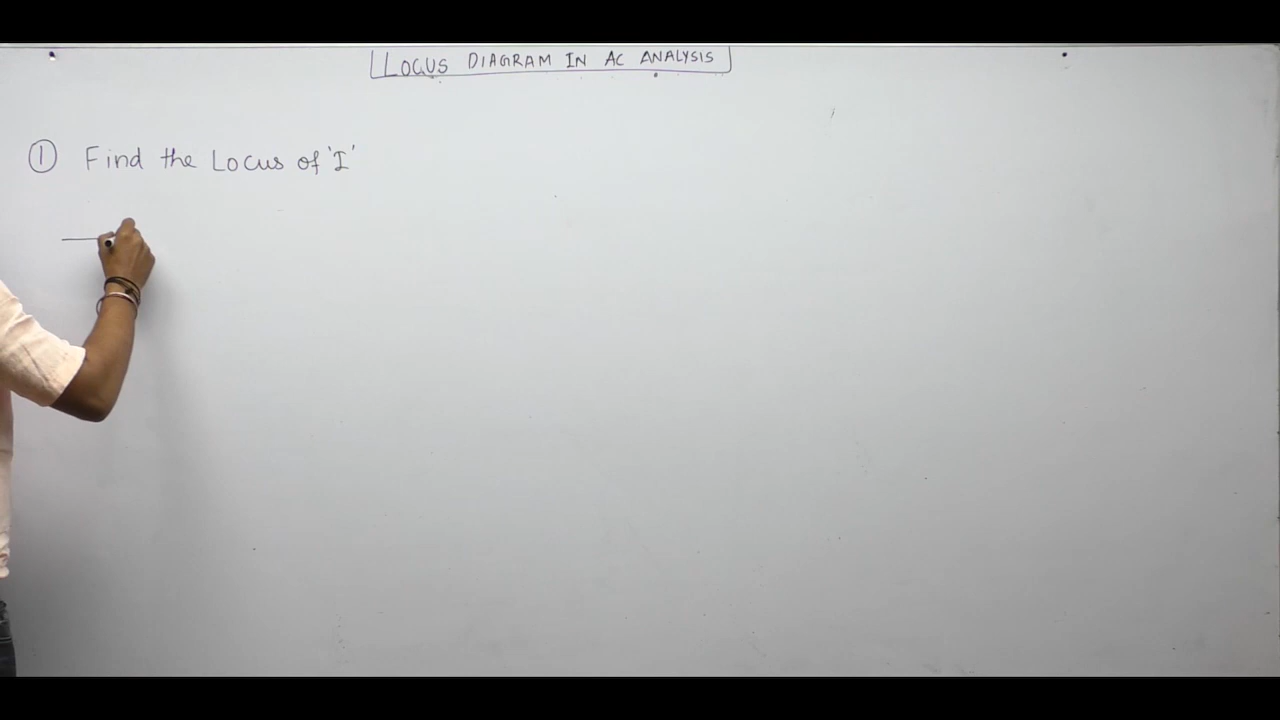 LOCUS DIAGRAM IN AC ANALYSIS
① Find the Locus of 'I'